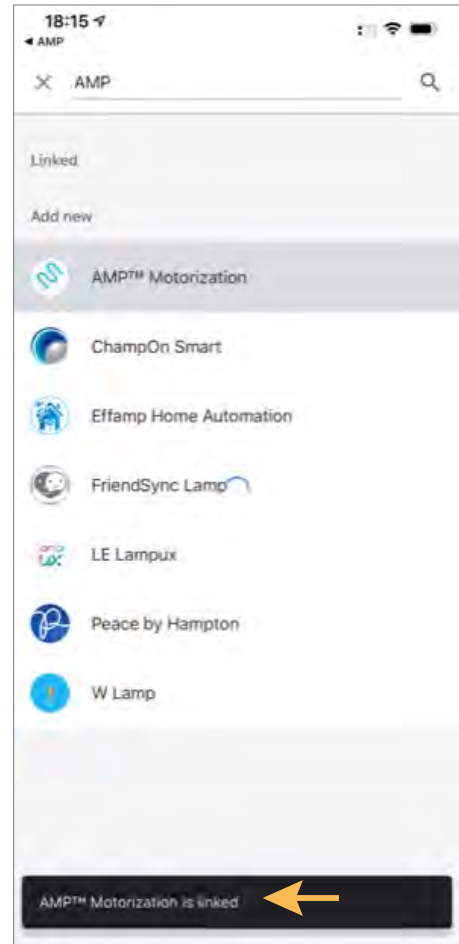 18:15
◀ AMP
AMP
Linked
Add new
AMP™ Motorization
ChampOn Smart
Effamp Home Automation
FriendSync Lamp
LE Lampux
Peace by Hampton
W Lamp
AMP™ Motorization is linked